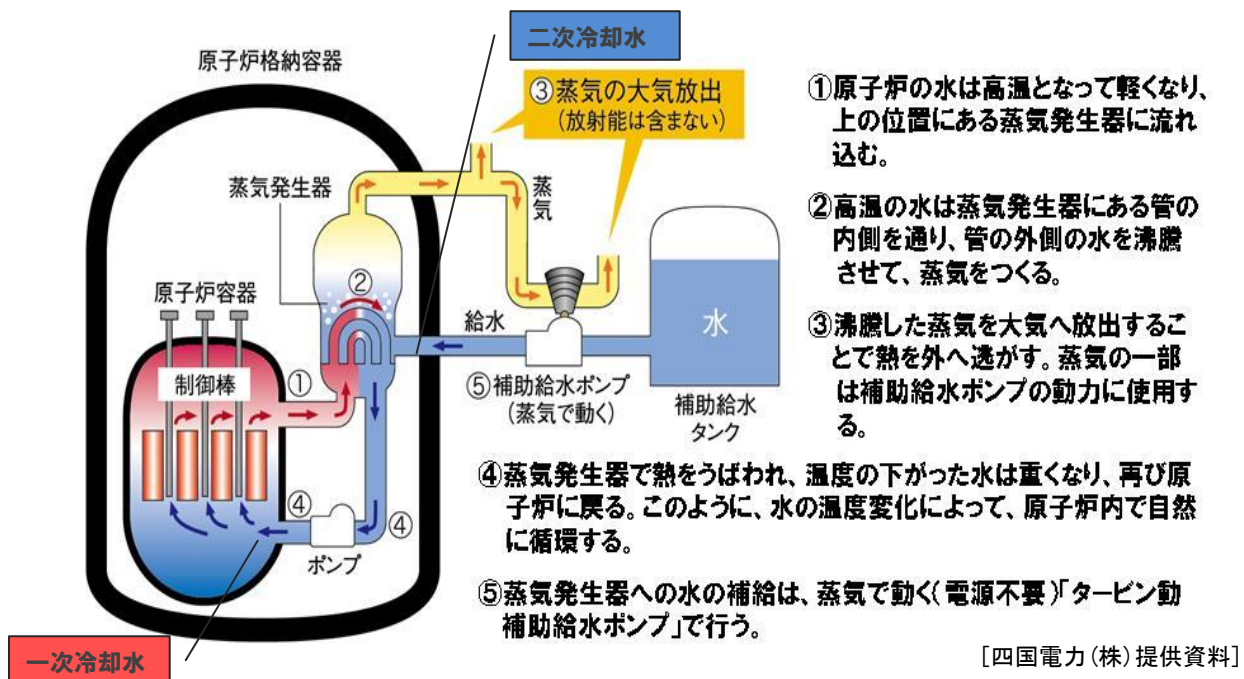 二次冷却水
原子炉格納容器
③蒸気の大気放出
(放射能は含まない)
蒸気発生器
蒸気
②
原子炉容器
給水
水
制御棒
①
⑤補助給水ポンプ
(蒸気で動く)
補助給水
タンク
④
④
ポンプ
一次冷却水
①原子炉の水は高温となって軽くなり、
上の位置にある蒸気発生器に流れ
込む。
②高温の水は蒸気発生器にある管の
内側を通り、管の外側の水を沸騰
させて、蒸気をつくる。
③沸騰した蒸気を大気へ放出するこ
とで熱を外へ逃がす。蒸気の一部
は補助給水ポンプの動力に使用す
る。
④蒸気発生器で熱をうばわれ、温度の下がった水は重くなり、再び原
子炉に戻る。このように、水の温度変化によって、原子炉内で自然
に循環する。
⑤蒸気発生器への水の補給は、蒸気で動く(電源不要)「タービン動
補助給水ポンプ」で行う。
[四国電力(株)提供資料]